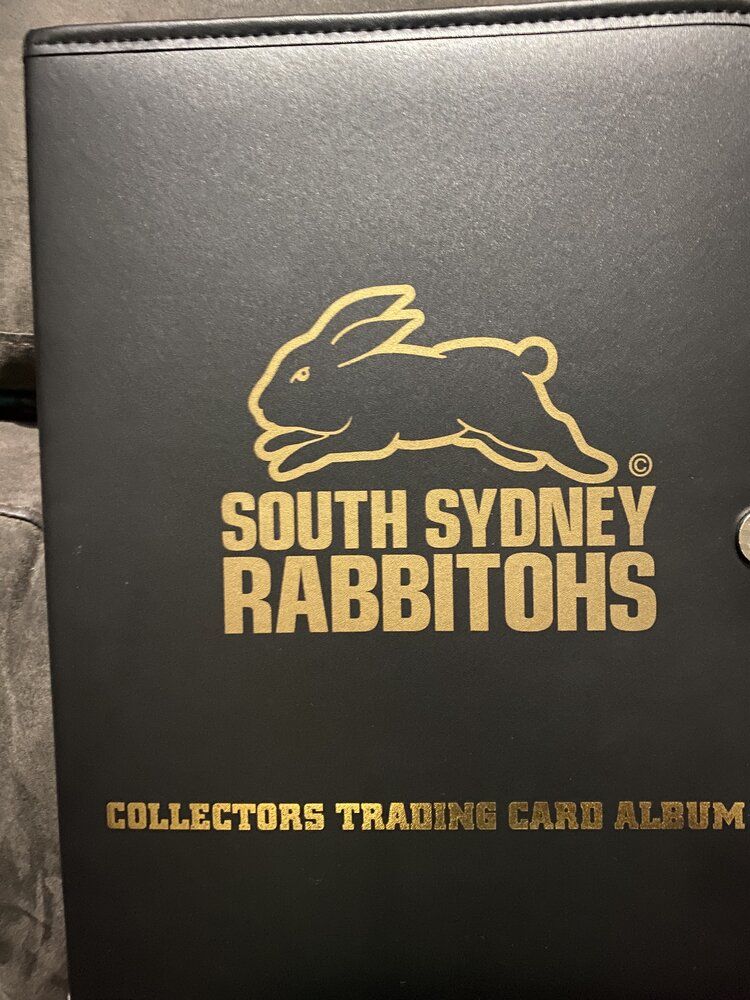 ©
SOUTH SYDNEY
RABBITOHS
COLLECTORS TRADING CARD ALBUM